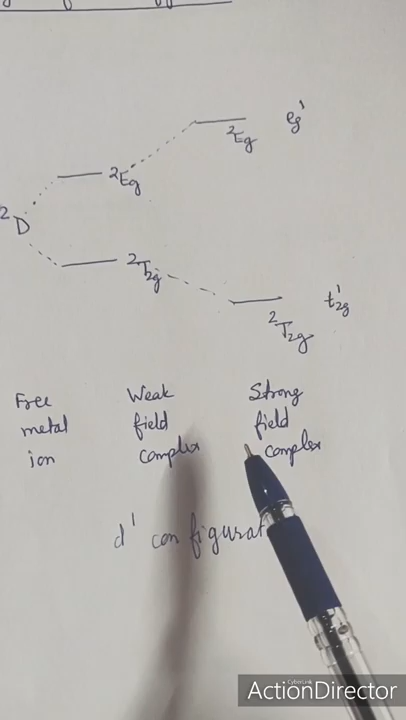 eg¹
²Eg
²Eg
²D
²T₂g
t₂g¹
²T₂g
Free Weak Strong
metal field field
ion complex complex
d¹ configurat
CyberLink
ActionDirector